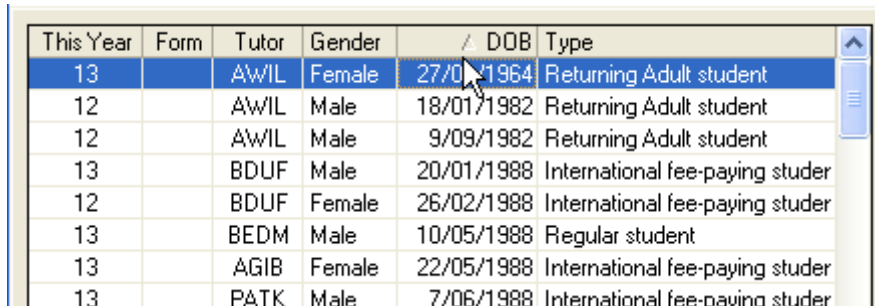 This Year Form Tutor Gender DOB Type
13 AWIL Female Returning Adult student
12 AWIL Male 18/01/1982 Returning Adult student
12 AWIL Male 9/09/1982 Returning Adult student
13 BDUF Male 20/01/1988 International fee-paying studer
12 BDUF Female 26/02/1988 International fee-paying studer
13 BEDM Male 10/05/1988 Regular student
13 AGIB Female 22/05/1988 International fee-paying studer
13 PATK Male 7/06/1988 International fee-paying studer